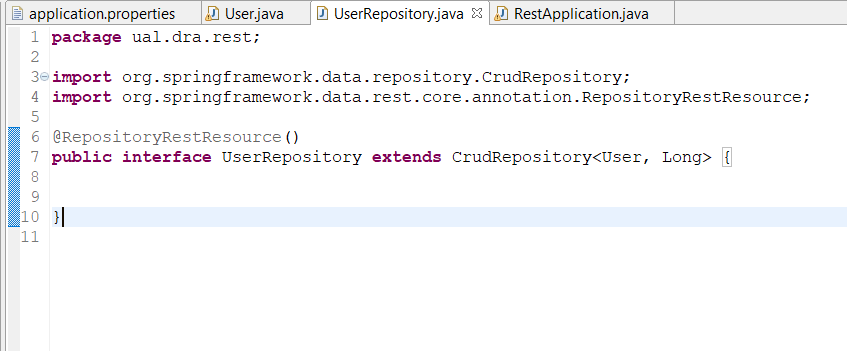 application.properties User.java UserRepository.java RestApplication.java
1 package ual.dra.rest;
2
3 import org.springframework.data.repository.CrudRepository;
4 import org.springframework.data.rest.core.annotation.RepositoryRestResource;
5
6 @RepositoryRestResource()
7 public interface UserRepository extends CrudRepository<User, Long> {
8
9
10 }
11